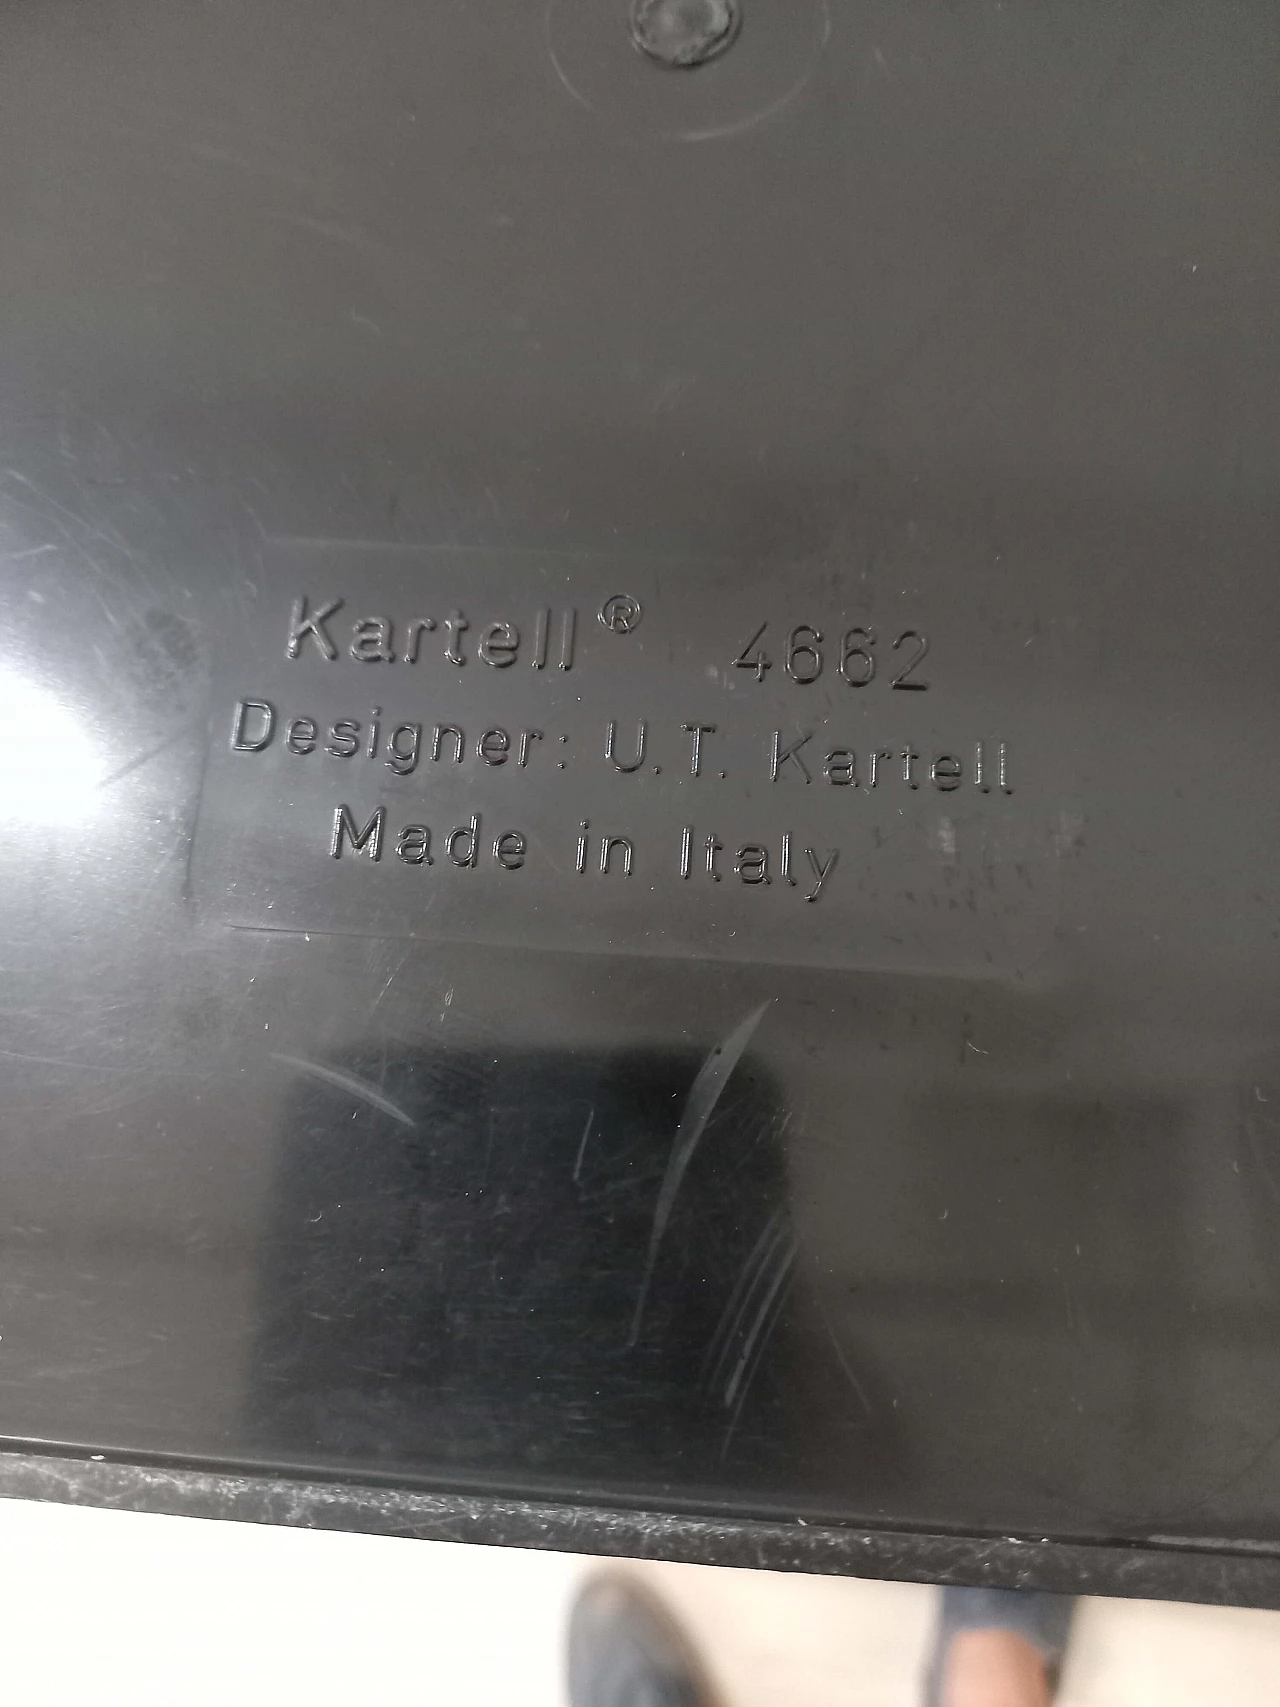 Kartell® 4662
Designer: U.T. Kartell
Made in Italy